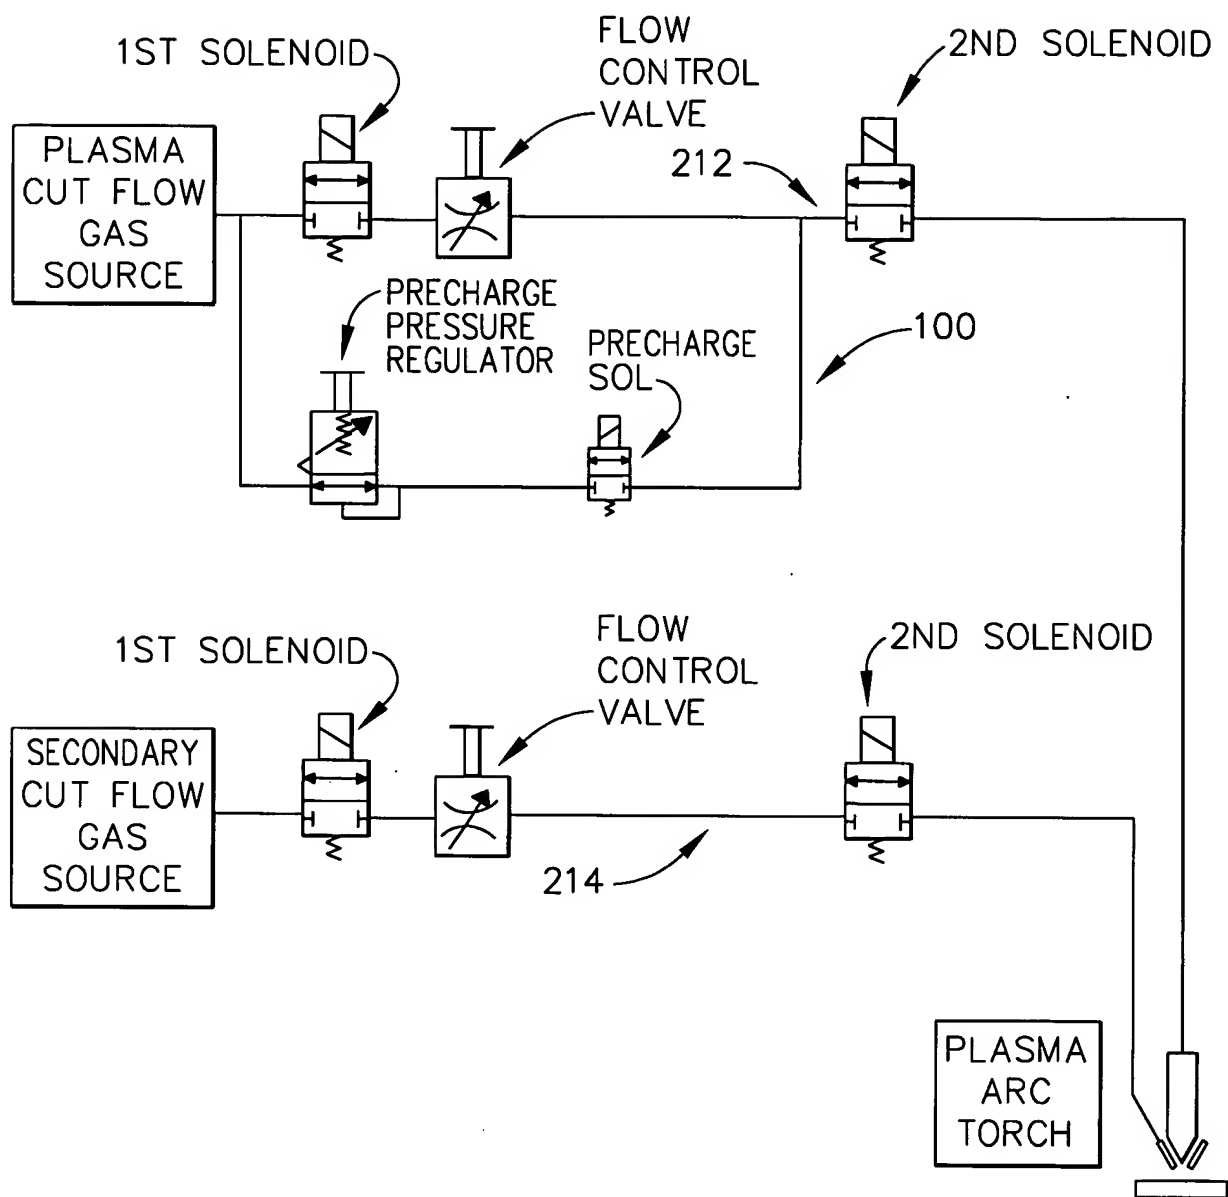 1ST SOLENOID
FLOW
CONTROL
VALVE
2ND SOLENOID
PLASMA
CUT FLOW
GAS
SOURCE
212
PRECHARGE
PRESSURE
REGULATOR
PRECHARGE
SOL
100
1ST SOLENOID
FLOW
CONTROL
VALVE
2ND SOLENOID
SECONDARY
CUT FLOW
GAS
SOURCE
214
PLASMA
ARC
TORCH